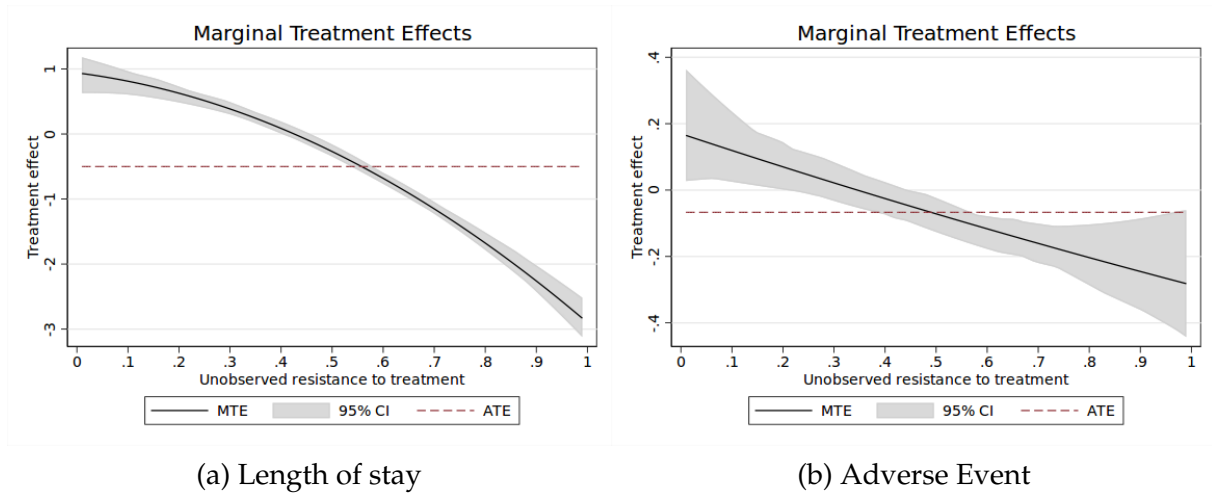 Marginal Treatment Effects
Treatment effect
1
0
-1
-2
-3
0 .1 .2 .3 .4 .5 .6 .7 .8 .9 1
Unobserved resistance to treatment
MTE 95% CI ATE
(a) Length of stay
Marginal Treatment Effects
Treatment effect
.4
.2
0
-.2
-.4
0 .1 .2 .3 .4 .5 .6 .7 .8 .9 1
Unobserved resistance to treatment
MTE 95% CI ATE
(b) Adverse Event